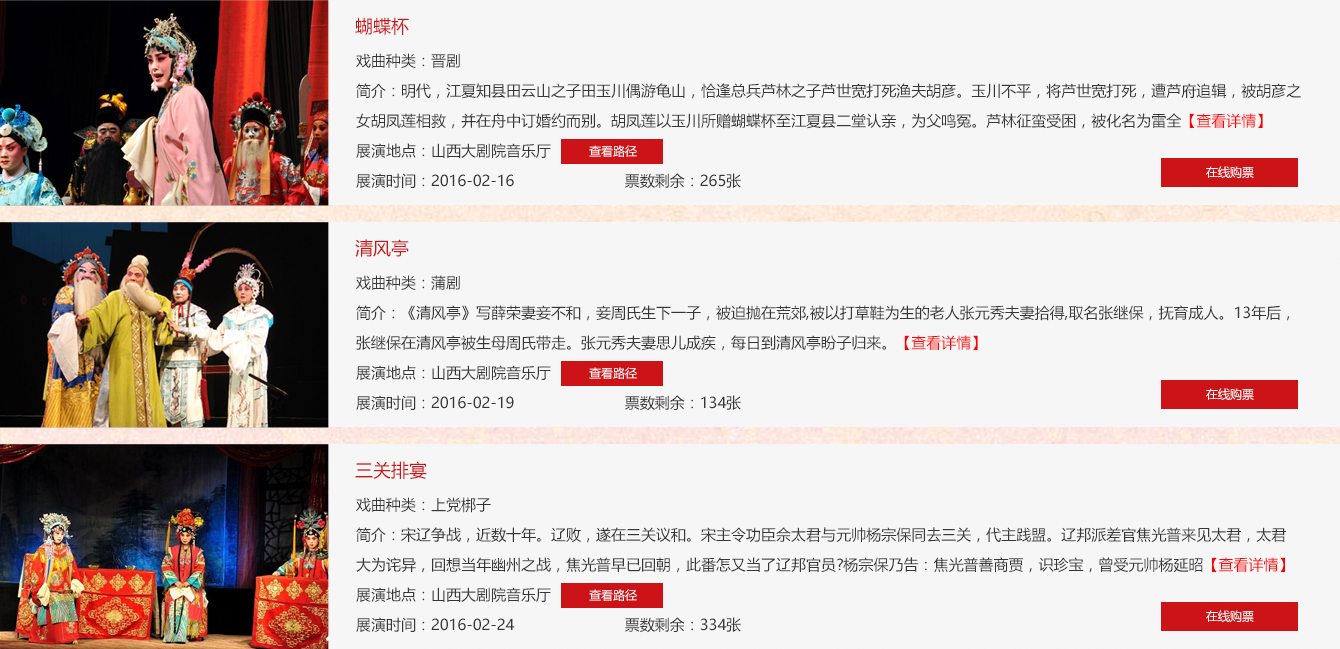 蝴蝶杯
戏曲种类：晋剧
简介：明代，江夏知县田云山之子田玉川偶游龟山，恰逢总兵芦林之子芦世宽打死渔夫胡彦。玉川不平，将芦世宽打死，遭芦府追辑，被胡彦之
女胡凤莲相救，并在舟中订婚约而别。胡凤莲以玉川所赠蝴蝶杯至江夏县二堂认亲，为父鸣冤。芦林征蛮受困，被化名为雷全【查看详情】
展演地点：山西大剧院音乐厅 查看路径
展演时间：2016-02-16 票数剩余：265张
在线购票
清风亭
戏曲种类：蒲剧
简介：《清风亭》写薛荣妻妾不和，妾周氏生下一子，被迫抛在荒郊,被以打草鞋为生的老人张元秀夫妻拾得,取名张继保，抚育成人。13年后，
张继保在清风亭被生母周氏带走。张元秀夫妻思儿成疾，每日到清风亭盼子归来。【查看详情】
展演地点：山西大剧院音乐厅 查看路径
展演时间：2016-02-19 票数剩余：134张
在线购票
三关排宴
戏曲种类：上党梆子
简介：宋辽争战，近数十年。辽败，遂在三关议和。宋主令功臣佘太君与元帅杨宗保同去三关，代主践盟。辽邦派差官焦光普来见太君，太君
大为诧异，回想当年幽州之战，焦光普早已回朝，此番怎又当了辽邦官员?杨宗保乃告：焦光普善商贾，识珍宝，曾受元帅杨延昭【查看详情】
展演地点：山西大剧院音乐厅 查看路径
展演时间：2016-02-24 票数剩余：334张
在线购票